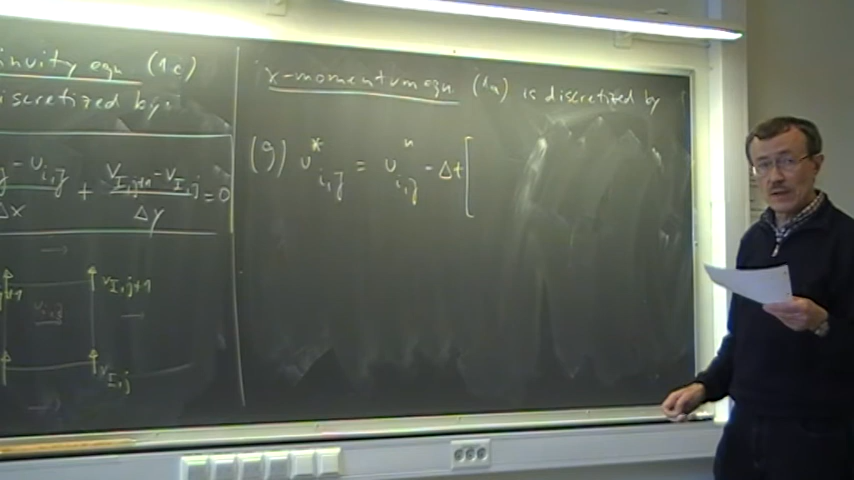 inuity eqn (1c)
iscretized by:
- u_{i,J} / Δx + V_{I,j+1} - V_{I,j} / Δy = 0
V_{I,j+1}
V_{I,j}
x-momentum eqn. (1a) is discretized by
(9) u^*_{i,J} = u^n_{i,J} - Δt [